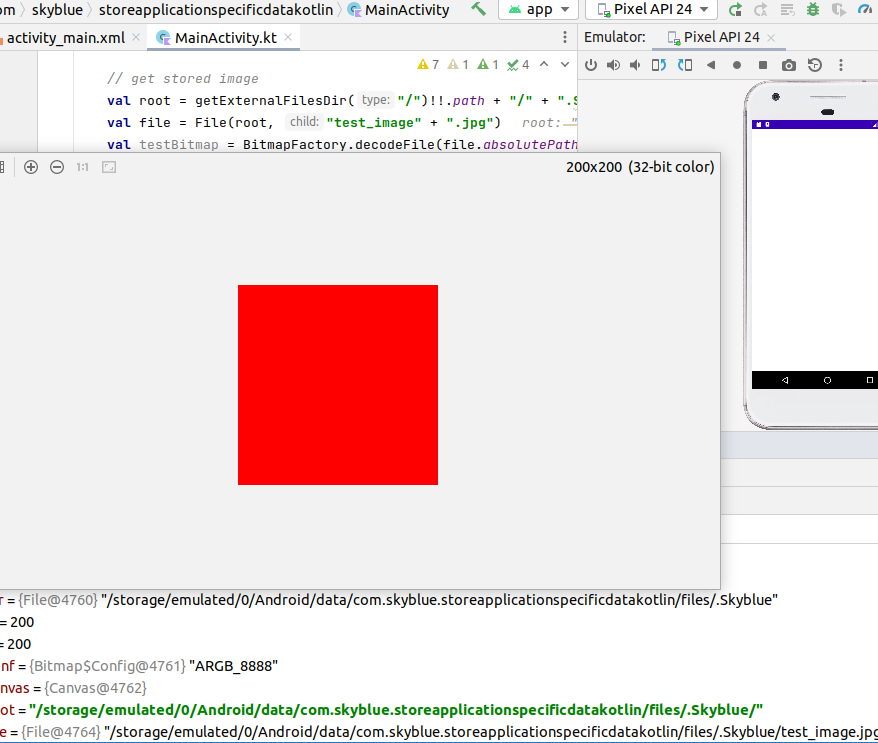 om skyblue storeapplicationspecificdatakotlin MainActivity app Pixel API 24
activity_main.xml MainActivity.kt Emulator: Pixel API 24
7 1 1 4
// get stored image
val root = getExternalFilesDir( type: "/")!!.path + "/" + ".S
val file = File(root, child: "test_image" + ".jpg") root: "
val testBitmap = BitmapFactory.decodeFile(file.absolutePath
1:1 200x200 (32-bit color)
r = {File@4760} "/storage/emulated/0/Android/data/com.skyblue.storeapplicationspecificdatakotlin/files/.Skyblue"
= 200
= 200
nf = {Bitmap$Config@4761} "ARGB_8888"
nvas = {Canvas@4762}
ot = "/storage/emulated/0/Android/data/com.skyblue.storeapplicationspecificdatakotlin/files/.Skyblue/"
e = {File@4764} "/storage/emulated/0/Android/data/com.skyblue.storeapplicationspecificdatakotlin/files/.Skyblue/test_image.jpg